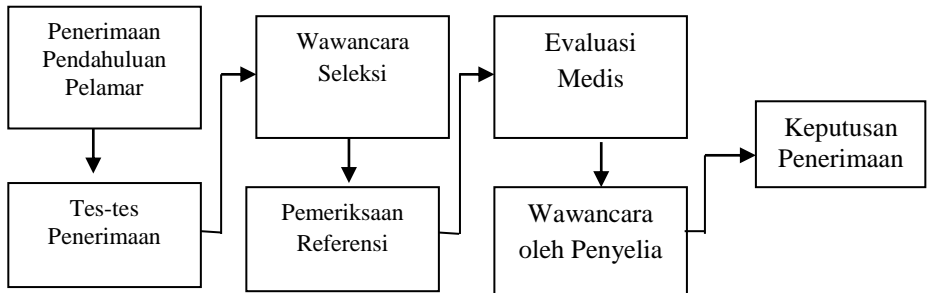 Penerimaan
Pendahuluan
Pelamar
Tes-tes
Penerimaan
Wawancara
Seleksi
Pemeriksaan
Referensi
Evaluasi
Medis
Wawancara
oleh Penyelia
Keputusan
Penerimaan